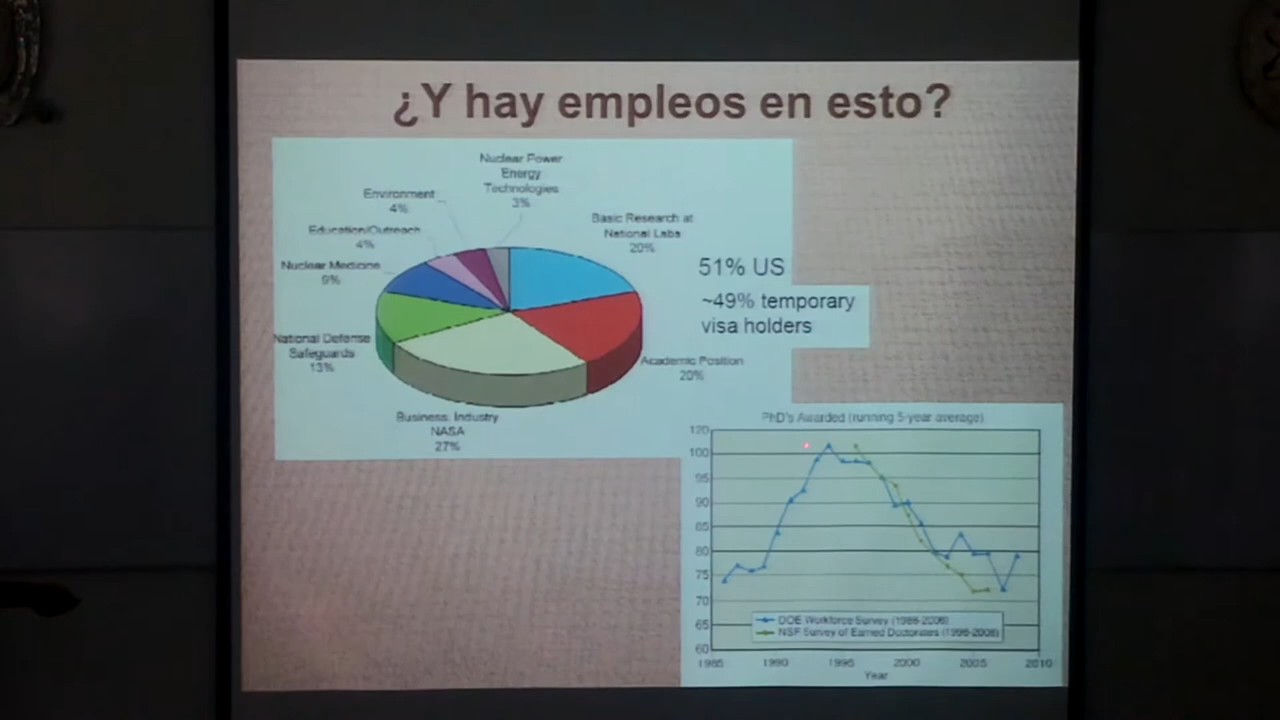 ¿Y hay empleos en esto?
Nuclear Power
Energy
Technologies
3%
Environment
4%
Education/Outreach
4%
Nuclear Medicine
9%
National Defense
Safeguards
13%
Business, Industry
NASA
27%
Basic Research at
National Labs
20%
Academic Position
20%
51% US
~49% temporary
visa holders
PhD's Awarded (running 5-year average)
120
100
95
90
85
80
75
70
65
60
1985 1990 1995 2000 2005 2010
Year
DOE Workforce Survey (1986-2008)
NSF Survey of Earned Doctorates (1996-2008)